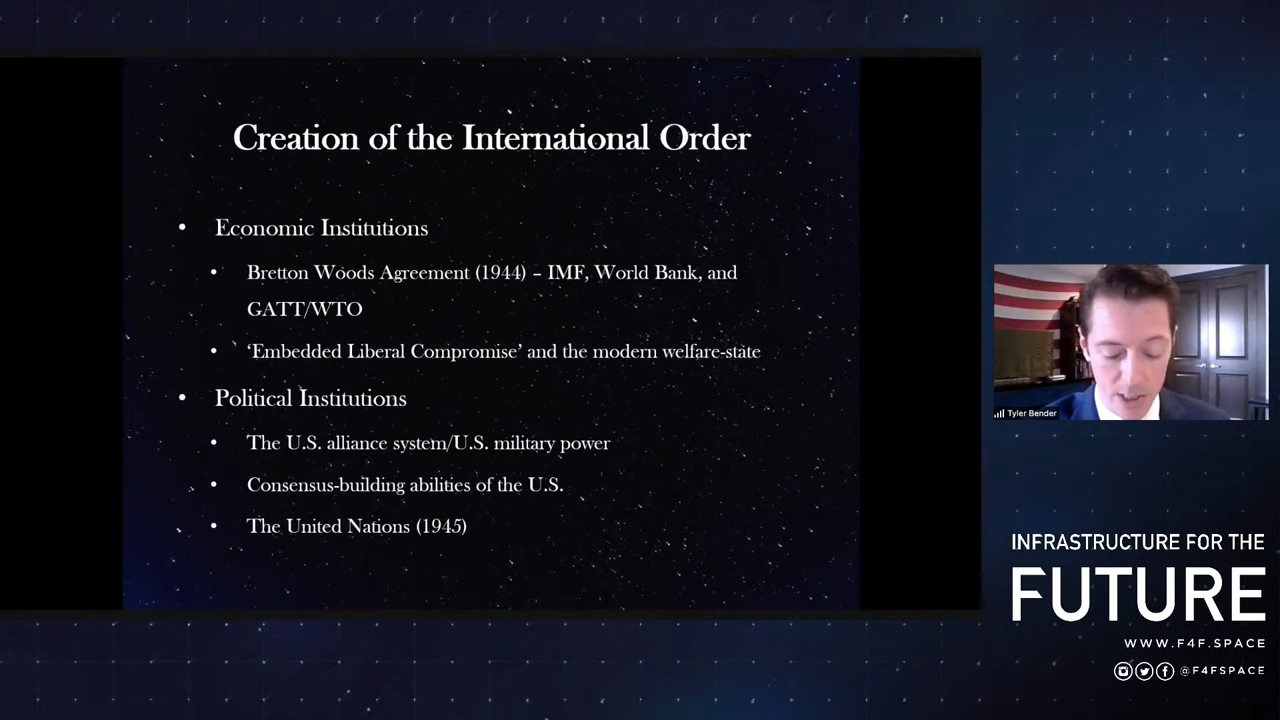 Creation of the International Order
• Economic Institutions
• Bretton Woods Agreement (1944) – IMF, World Bank, and
GATT/WTO
• ‘Embedded Liberal Compromise’ and the modern welfare-state
• Political Institutions
• The U.S. alliance system/U.S. military power
• Consensus-building abilities of the U.S.
• The United Nations (1945)
Tyler Bender
INFRASTRUCTURE FOR THE
FUTURE
WWW.F4F.SPACE
@F4FSPACE